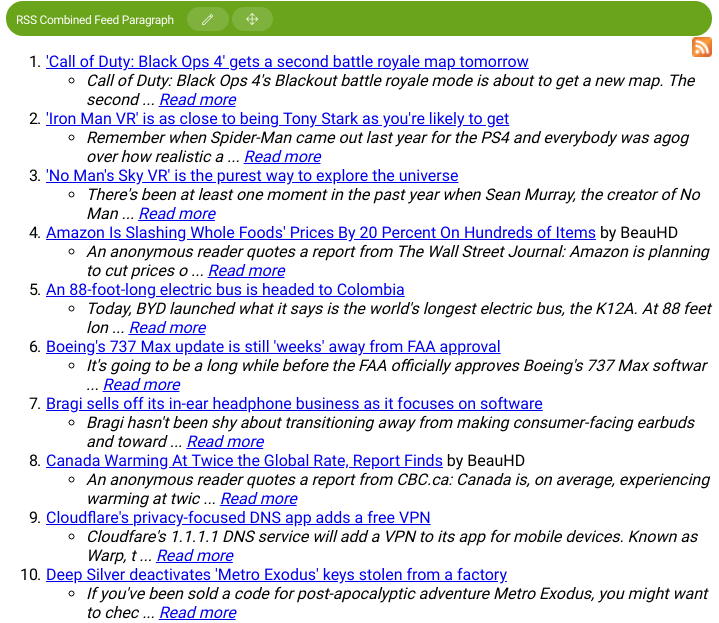 RSS Combined Feed Paragraph
1. 'Call of Duty: Black Ops 4' gets a second battle royale map tomorrow
Call of Duty: Black Ops 4's Blackout battle royale mode is about to get a new map. The
second ... Read more
2. 'Iron Man VR' is as close to being Tony Stark as you're likely to get
Remember when Spider-Man came out last year for the PS4 and everybody was agog
over how realistic a ... Read more
3. 'No Man's Sky VR' is the purest way to explore the universe
There's been at least one moment in the past year when Sean Murray, the creator of No
Man ... Read more
4. Amazon Is Slashing Whole Foods' Prices By 20 Percent On Hundreds of Items by BeauHD
An anonymous reader quotes a report from The Wall Street Journal: Amazon is planning
to cut prices o ... Read more
5. An 88-foot-long electric bus is headed to Colombia
Today, BYD launched what it says is the world's longest electric bus, the K12A. At 88 feet
lon ... Read more
6. Boeing's 737 Max update is still 'weeks' away from FAA approval
It's going to be a long while before the FAA officially approves Boeing's 737 Max softwar
... Read more
7. Bragi sells off its in-ear headphone business as it focuses on software
Bragi hasn't been shy about transitioning away from making consumer-facing earbuds
and toward ... Read more
8. Canada Warming At Twice the Global Rate, Report Finds by BeauHD
An anonymous reader quotes a report from CBC.ca: Canada is, on average, experiencing
warming at twic ... Read more
9. Cloudflare's privacy-focused DNS app adds a free VPN
Cloudfare's 1.1.1.1 DNS service will add a VPN to its app for mobile devices. Known as
Warp, t ... Read more
10. Deep Silver deactivates 'Metro Exodus' keys stolen from a factory
If you've been sold a code for post-apocalyptic adventure Metro Exodus, you might want
to chec ... Read more